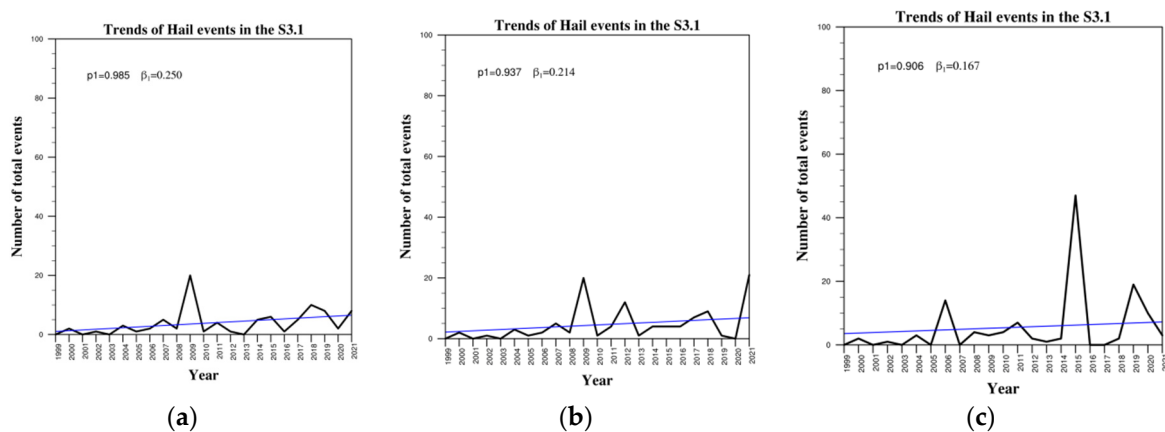 Trends of Hail events in the S3.1
p1=0.985 β₁=0.250
Number of total events
100
80
60
40
20
0
1999 2000 2001 2002 2003 2004 2005 2006 2007 2008 2009 2010 2011 2012 2013 2014 2015 2016 2017 2018 2019 2020 2021
Year
(a)
Trends of Hail events in the S3.1
p1=0.937 β₁=0.214
Number of total events
100
80
60
40
20
0
1999 2000 2001 2002 2003 2004 2005 2006 2007 2008 2009 2010 2011 2012 2013 2014 2015 2016 2017 2018 2019 2020 2021
Year
(b)
Trends of Hail events in the S3.1
p1=0.906 β₁=0.167
Number of total events
100
80
60
40
20
0
1999 2000 2001 2002 2003 2004 2005 2006 2007 2008 2009 2010 2011 2012 2013 2014 2015 2016 2017 2018 2019 2020 2021
Year
(c)